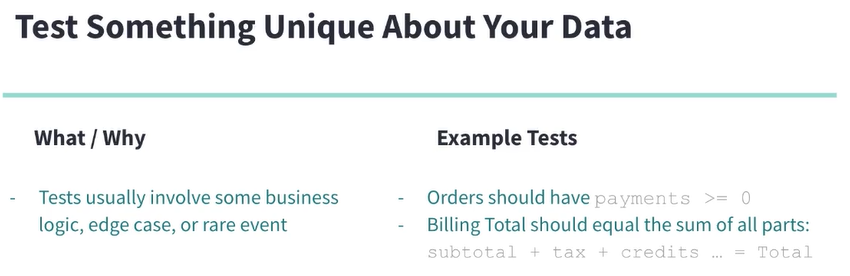 Test Something Unique About Your Data
What / Why
- Tests usually involve some business
logic, edge case, or rare event
Example Tests
- Orders should have payments >= 0
- Billing Total should equal the sum of all parts:
subtotal + tax + credits … = Total